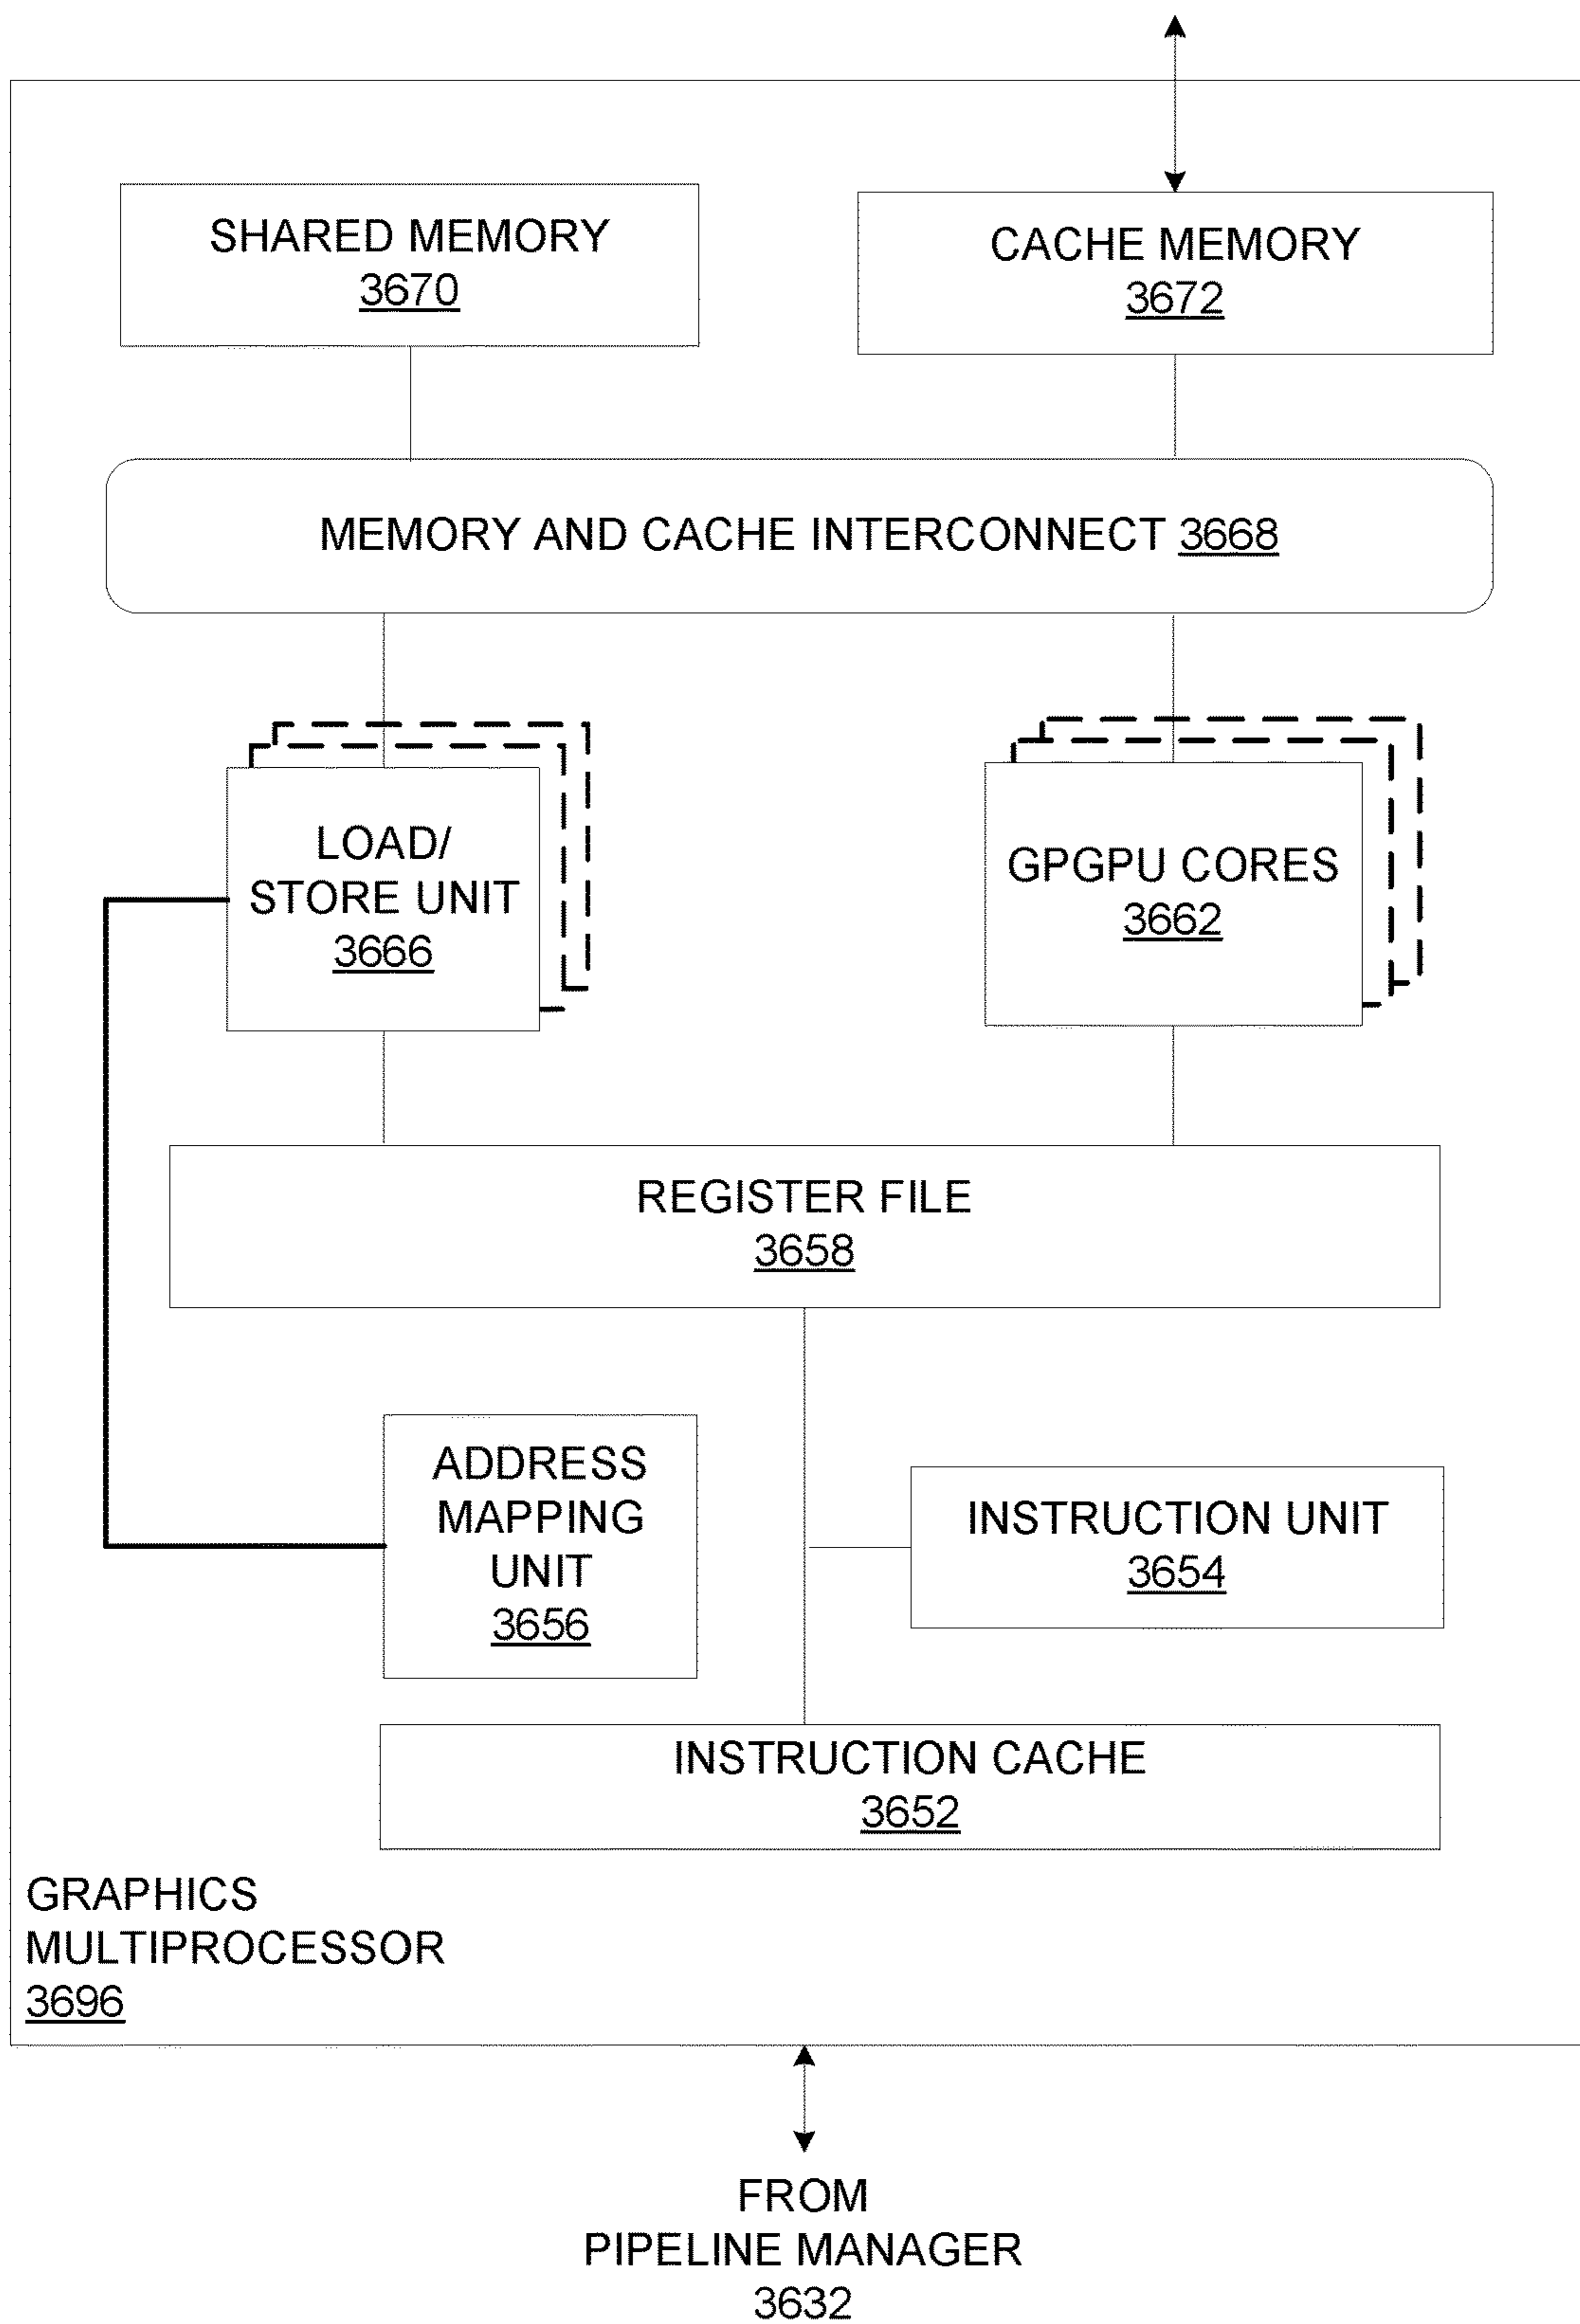 SHARED MEMORY
3670
CACHE MEMORY
3672
MEMORY AND CACHE INTERCONNECT 3668
LOAD/
STORE UNIT
3666
GPGPU CORES
3662
REGISTER FILE
3658
ADDRESS
MAPPING
UNIT
3656
INSTRUCTION UNIT
3654
INSTRUCTION CACHE
3652
GRAPHICS
MULTIPROCESSOR
3696
FROM
PIPELINE MANAGER
3632